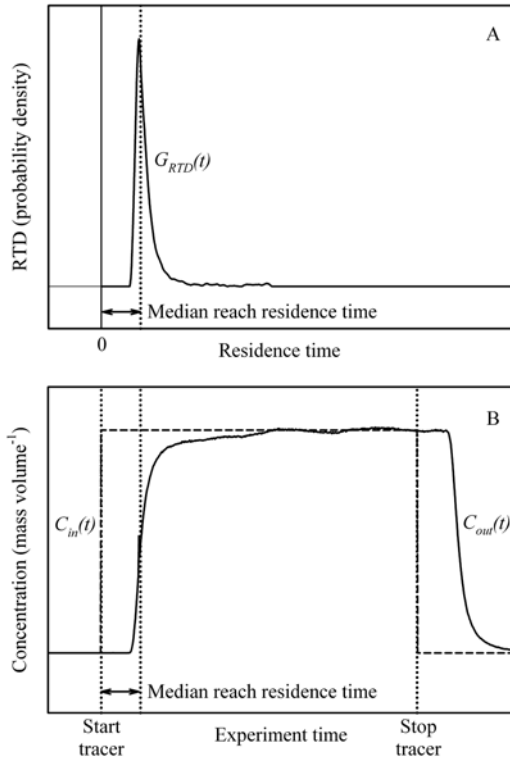 A
RTD (probability density)
G_RTD(t)
Median reach residence time
0
Residence time
B
Concentration (mass volume⁻¹)
C_in(t)
C_out(t)
Median reach residence time
Start
tracer
Experiment time
Stop
tracer